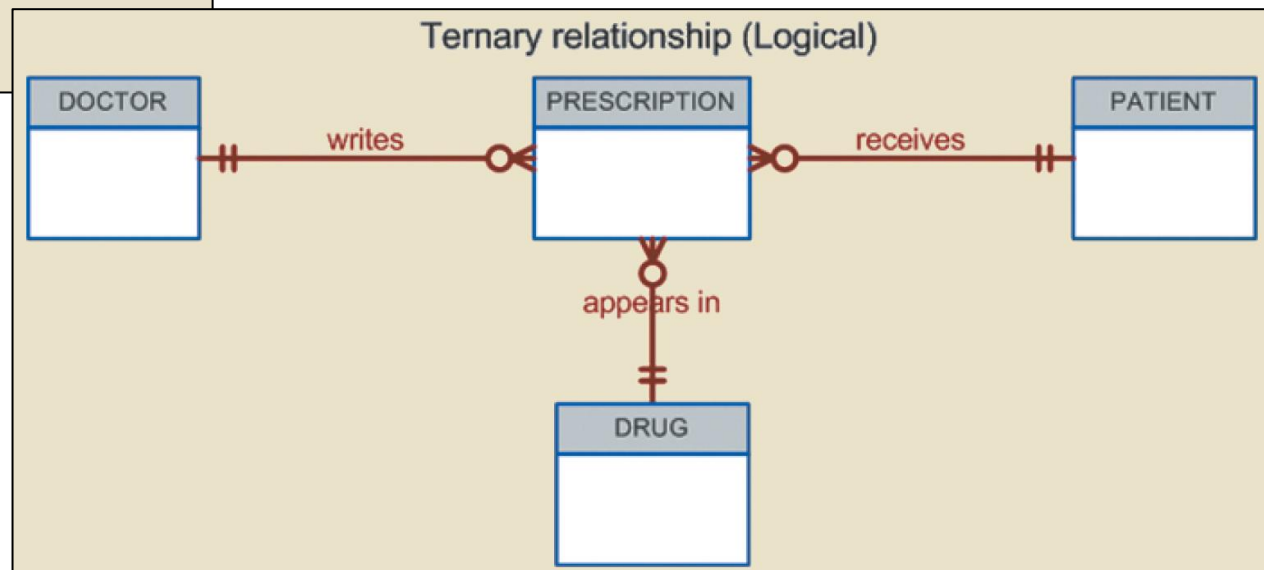 Ternary relationship (Logical)
DOCTOR
PRESCRIPTION
PATIENT
writes
receives
appears in
DRUG